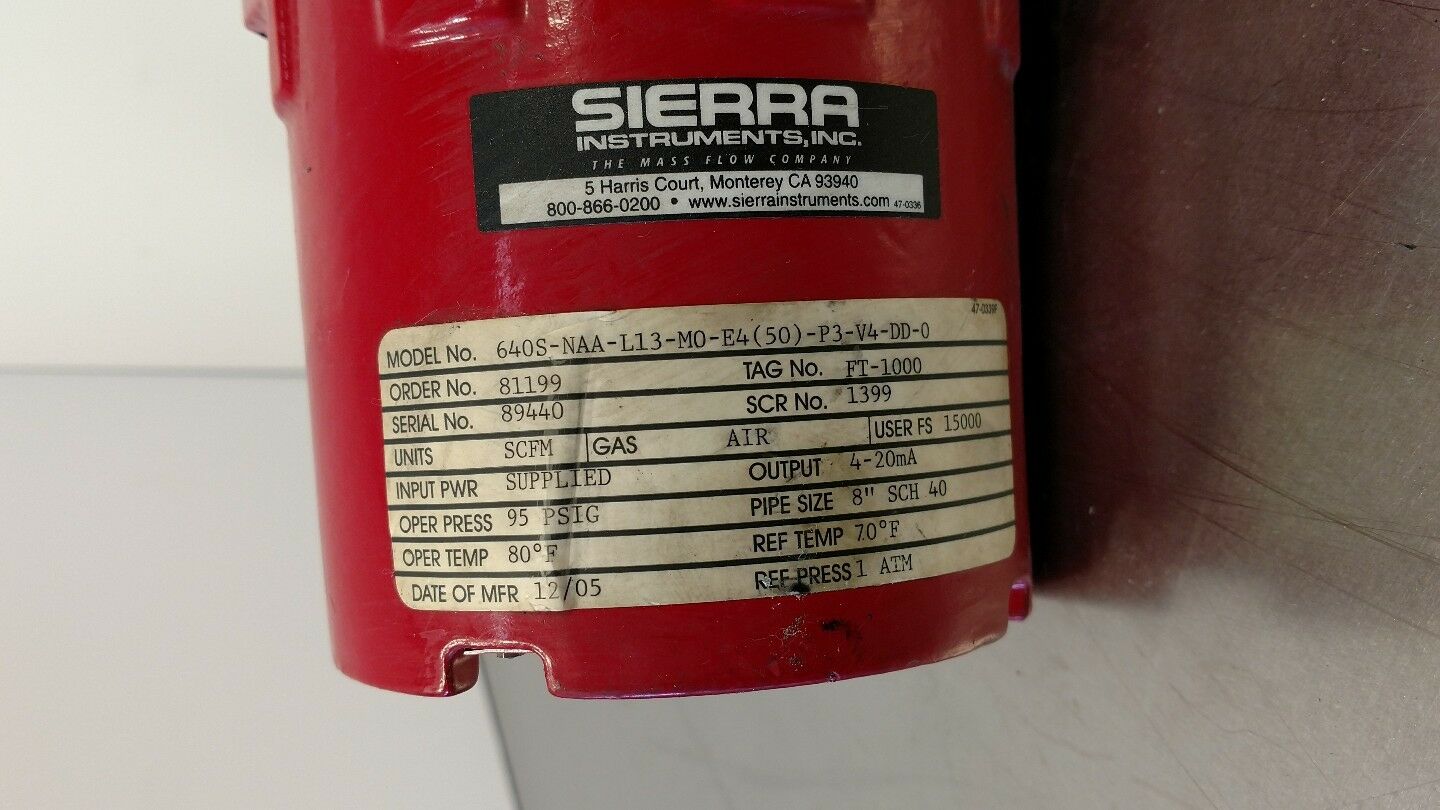 SIERRA
INSTRUMENTS, INC.
THE MASS FLOW COMPANY
5 Harris Court, Monterey CA 93940
800-866-0200 • www.sierrainstruments.com 47-0336
47-0339F
MODEL No. 640S-NAA-L13-MO-E4(50)-P3-V4-DD-0
ORDER No. 81199 TAG No. FT-1000
SERIAL No. 89440 SCR No. 1399
UNITS SCFM GAS AIR USER FS 15000
INPUT PWR SUPPLIED OUTPUT 4-20mA
OPER PRESS 95 PSIG PIPE SIZE 8" SCH 40
OPER TEMP 80°F REF TEMP 70°F
DATE OF MFR 12/05 REF PRESS 1 ATM